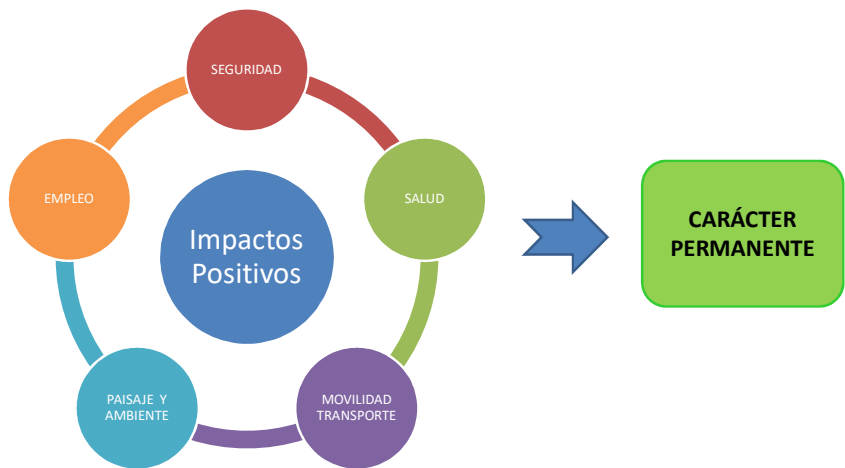 SEGURIDAD
EMPLEO
SALUD
Impactos
Positivos
CARÁCTER
PERMANENTE
PAISAJE Y
AMBIENTE
MOVILIDAD
TRANSPORTE